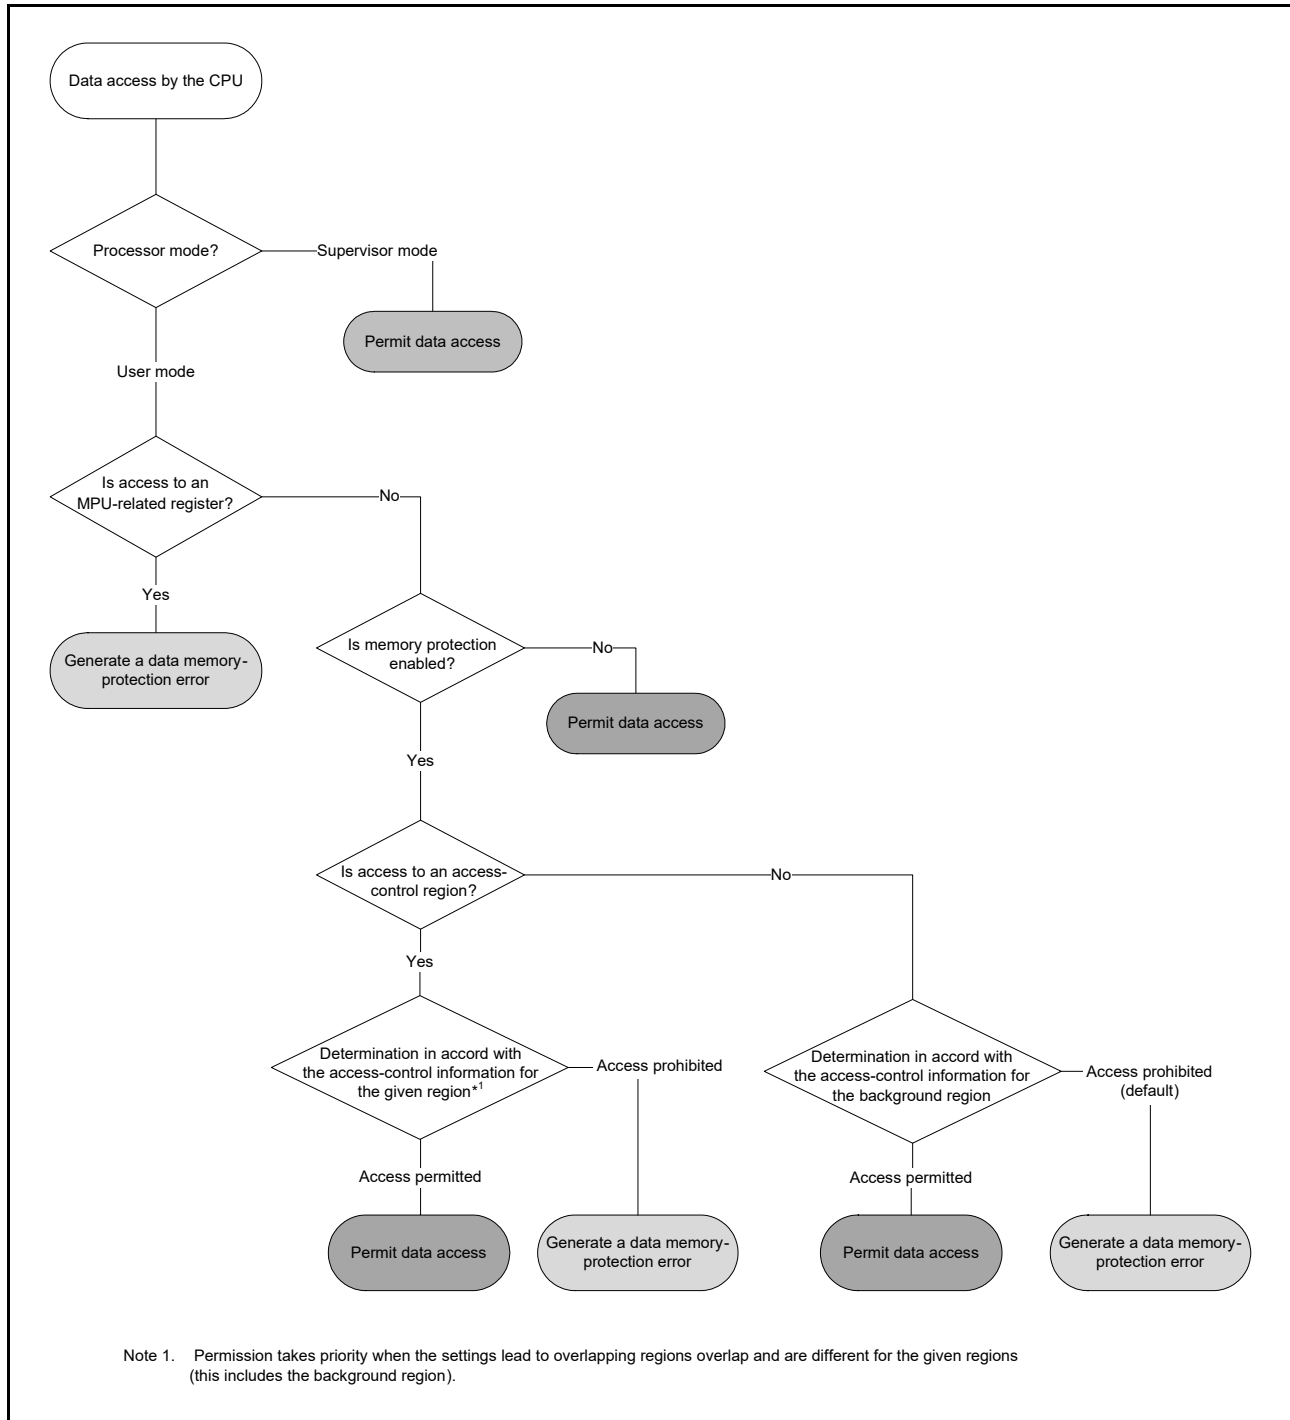 Data access by the CPU
Processor mode?
Supervisor mode
Permit data access
User mode
Is access to an
MPU-related register?
No
Yes
Generate a data memory-
protection error
Is memory protection
enabled?
No
Permit data access
Yes
Is access to an access-
control region?
No
Yes
Determination in accord with
the access-control information for
the given region*1
Access prohibited
Determination in accord with
the access-control information for
the background region
Access prohibited
(default)
Access permitted
Access permitted
Permit data access
Generate a data memory-
protection error
Permit data access
Generate a data memory-
protection error
Note 1. Permission takes priority when the settings lead to overlapping regions overlap and are different for the given regions
(this includes the background region).